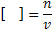 [ ] = n/v